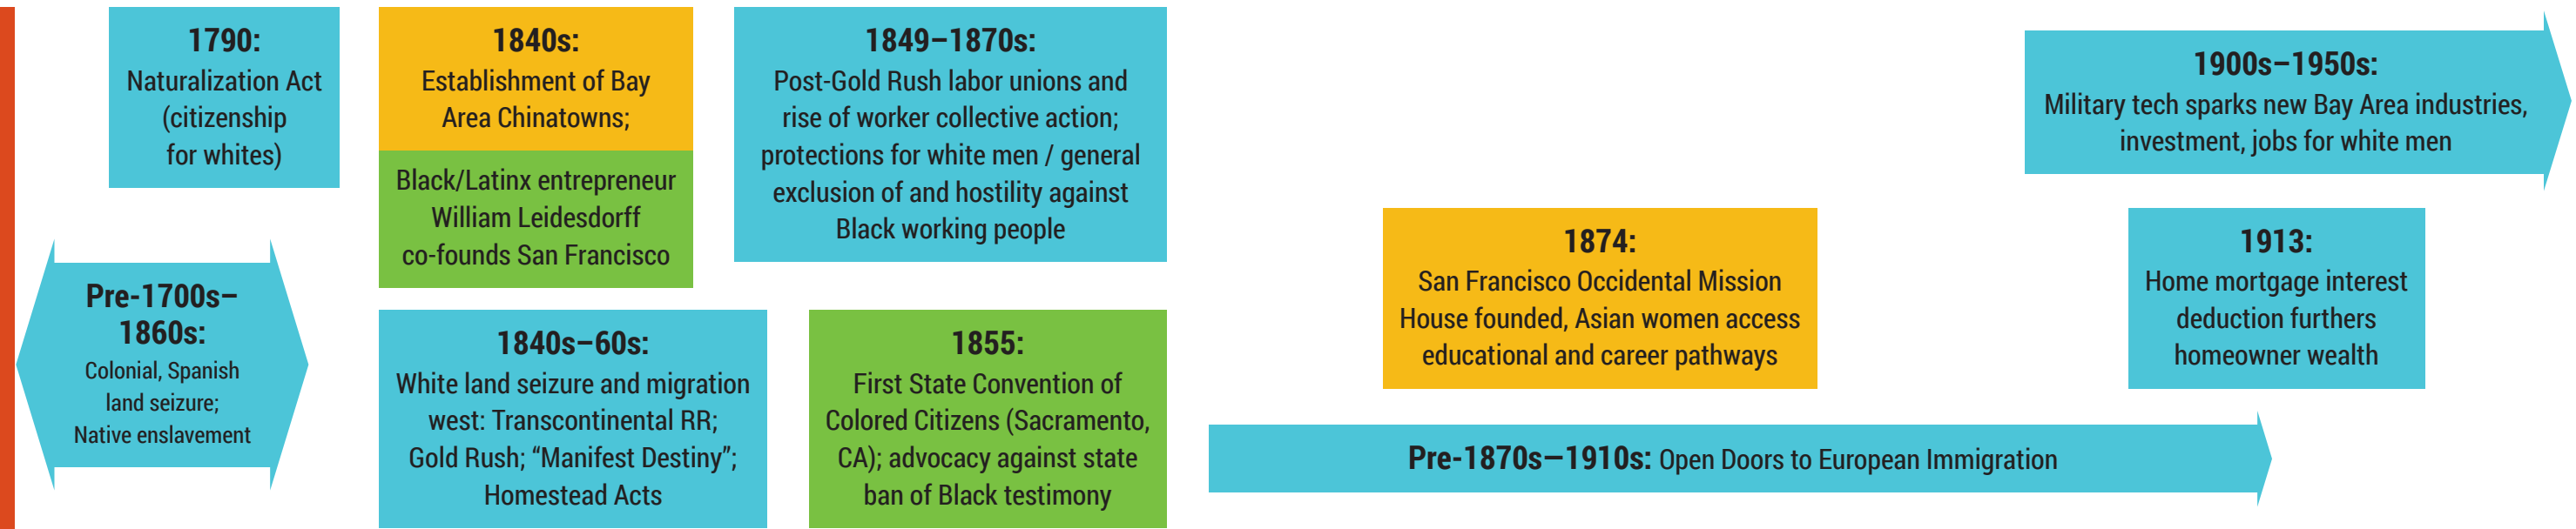 1790:
Naturalization Act
(citizenship
for whites)
Pre-1700s–
1860s:
Colonial, Spanish
land seizure;
Native enslavement
1840s:
Establishment of Bay
Area Chinatowns;
Black/Latinx entrepreneur
William Leidesdorff
co-founds San Francisco
1840s–60s:
White land seizure and migration
west: Transcontinental RR;
Gold Rush; “Manifest Destiny”;
Homestead Acts
1849–1870s:
Post-Gold Rush labor unions and
rise of worker collective action;
protections for white men / general
exclusion of and hostility against
Black working people
1855:
First State Convention of
Colored Citizens (Sacramento,
CA); advocacy against state
ban of Black testimony
1874:
San Francisco Occidental Mission
House founded, Asian women access
educational and career pathways
Pre-1870s—1910s: Open Doors to European Immigration
1900s–1950s:
Military tech sparks new Bay Area industries,
investment, jobs for white men
1913:
Home mortgage interest
deduction furthers
homeowner wealth